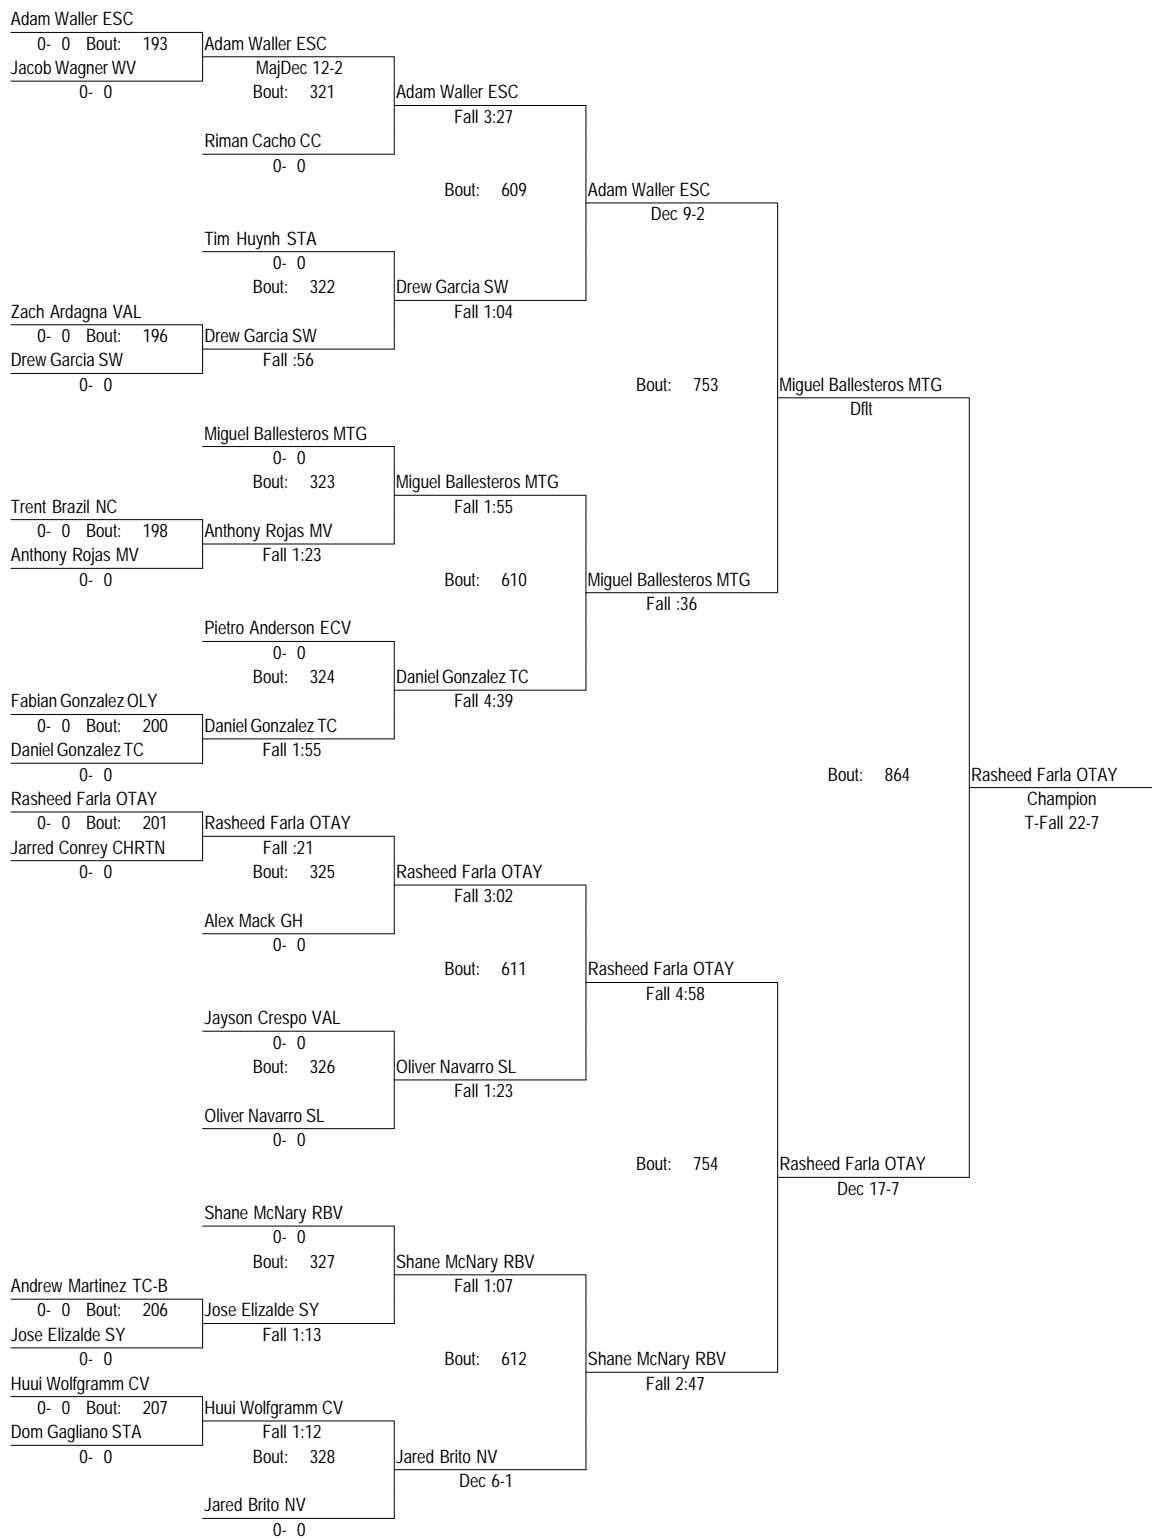 Adam Waller ESC
0- 0 Bout: 193 Adam Waller ESC
Jacob Wagner WV MajDec 12-2
0- 0 Bout: 321 Adam Waller ESC
Fall 3:27
Riman Cacho CC
0- 0
Bout: 609 Adam Waller ESC
Dec 9-2
Tim Huynh STA
0- 0
Bout: 322 Drew Garcia SW
Zach Ardagna VAL Fall 1:04
0- 0 Bout: 196 Drew Garcia SW
Drew Garcia SW Fall :56
0- 0 Bout: 753 Miguel Ballesteros MTG
Dflt
Miguel Ballesteros MTG
0- 0
Bout: 323 Miguel Ballesteros MTG
Trent Brazil NC Fall 1:55
0- 0 Bout: 198 Anthony Rojas MV
Anthony Rojas MV Fall 1:23
0- 0 Bout: 610 Miguel Ballesteros MTG
Fall :36
Pietro Anderson ECV
0- 0
Bout: 324 Daniel Gonzalez TC
Fabian Gonzalez OLY Fall 4:39
0- 0 Bout: 200 Daniel Gonzalez TC
Daniel Gonzalez TC Fall 1:55
0- 0 Bout: 864 Rasheed Farla OTAY
Rasheed Farla OTAY Champion
0- 0 Bout: 201 Rasheed Farla OTAY T-Fall 22-7
Jarred Conrey CHRTN Fall :21
0- 0 Bout: 325 Rasheed Farla OTAY
Fall 3:02
Alex Mack GH
0- 0
Bout: 611 Rasheed Farla OTAY
Fall 4:58
Jayson Crespo VAL
0- 0
Bout: 326 Oliver Navarro SL
Fall 1:23
Oliver Navarro SL
0- 0
Bout: 754 Rasheed Farla OTAY
Dec 17-7
Shane McNary RBV
0- 0
Bout: 327 Shane McNary RBV
Andrew Martinez TC-B Fall 1:07
0- 0 Bout: 206 Jose Elizalde SY
Jose Elizalde SY Fall 1:13
0- 0 Bout: 612 Shane McNary RBV
Huui Wolfgramm CV Fall 2:47
0- 0 Bout: 207 Huui Wolfgramm CV
Dom Gagliano STA Fall 1:12
0- 0 Bout: 328 Jared Brito NV
Dec 6-1
Jared Brito NV
0- 0